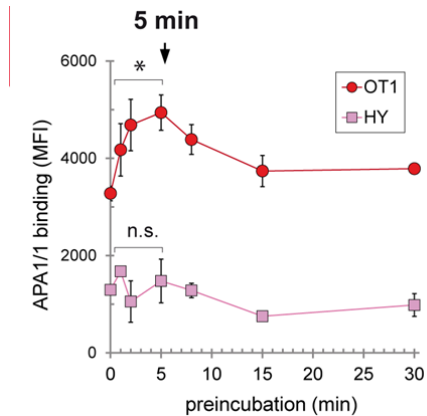 5 min
6000
*
OT1
HY
4000
APA1/1 binding (MFI)
n.s.
2000
0
0 5 10 15 20 25 30
preincubation (min)